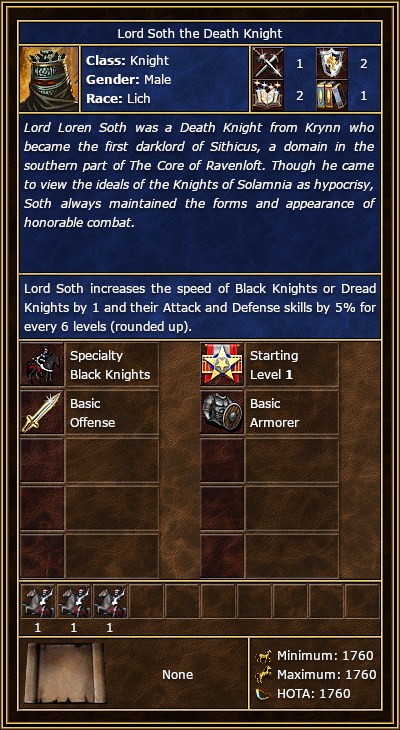 Lord Soth the Death Knight
Class: Knight
Gender: Male
Race: Lich
1
2
2
1
Lord Loren Soth was a Death Knight from Krynn who
became the first darklord of Sithicus, a domain in the
southern part of The Core of Ravenloft. Though he came
to view the ideals of the Knights of Solamnia as hypocrisy,
Soth always maintained the forms and appearance of
honorable combat.
Lord Soth increases the speed of Black Knights or Dread
Knights by 1 and their Attack and Defense skills by 5% for
every 6 levels (rounded up).
Specialty
Black Knights
Starting
Level 1
Basic
Offense
Basic
Armorer
1 1 1
None
Minimum: 1760
Maximum: 1760
HOTA: 1760